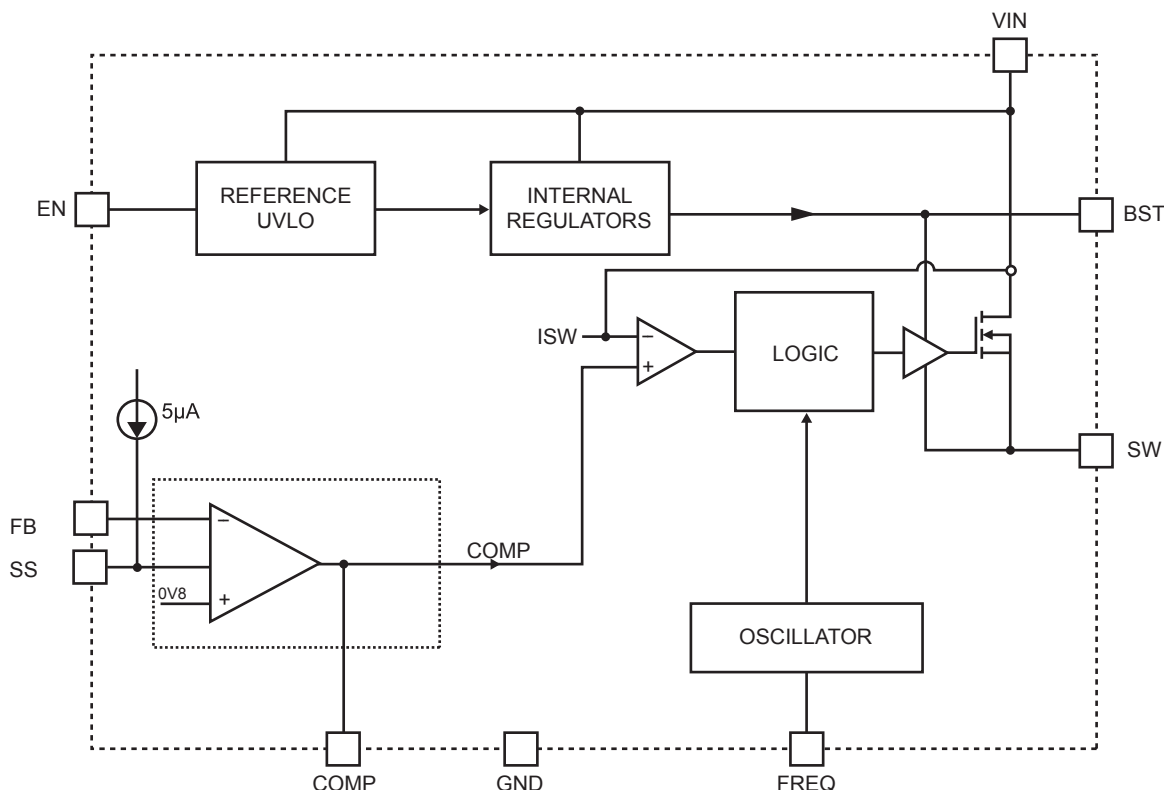 VIN
EN
REFERENCE
UVLO
INTERNAL
REGULATORS
BST
ISW
−
+
LOGIC
5µA
SW
FB
−
SS
0V8
+
COMP
OSCILLATOR
COMP
GND
FREQ